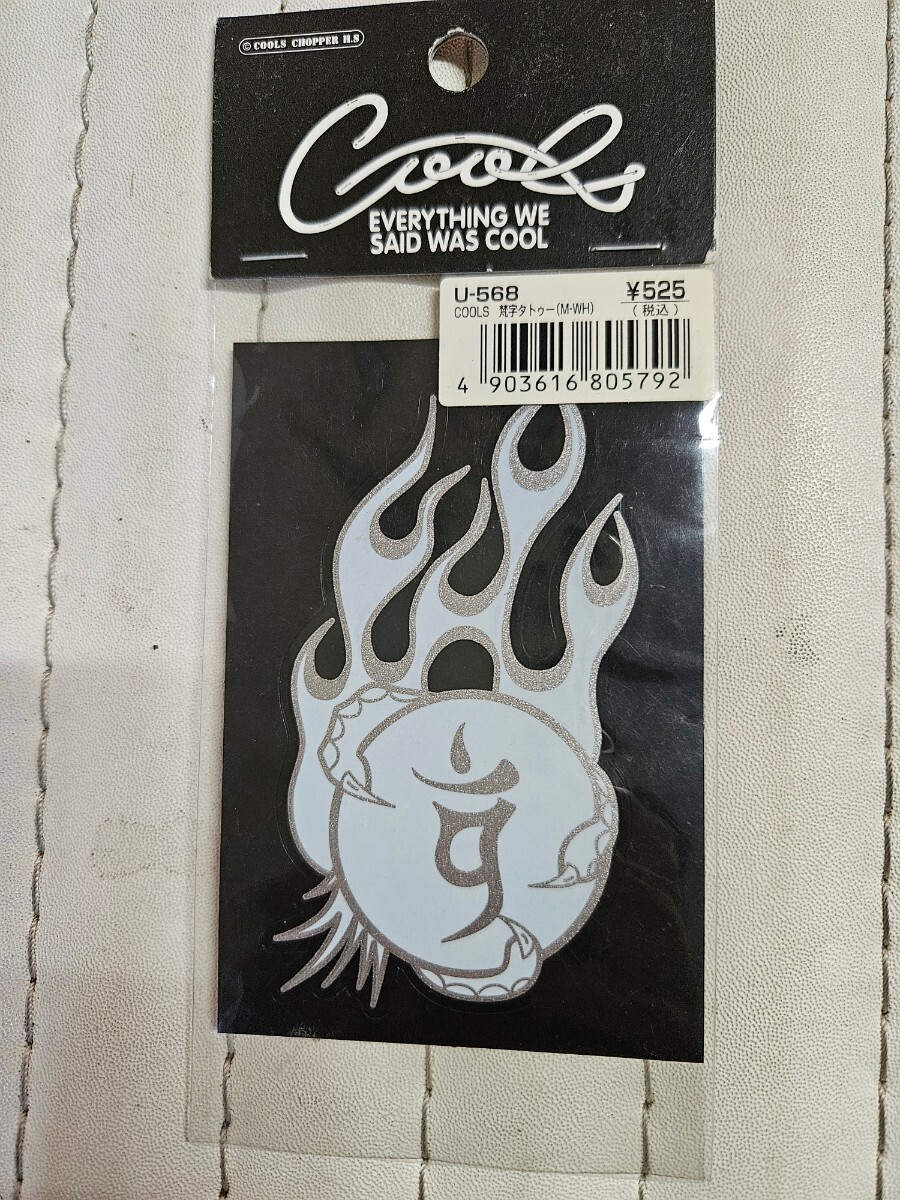 © COOLS CHOPPER H.S
Cools
EVERYTHING WE
SAID WAS COOL
U-568 ¥525
COOLS 梵字タトゥー(M・WH) (税込)
4 903616 805792